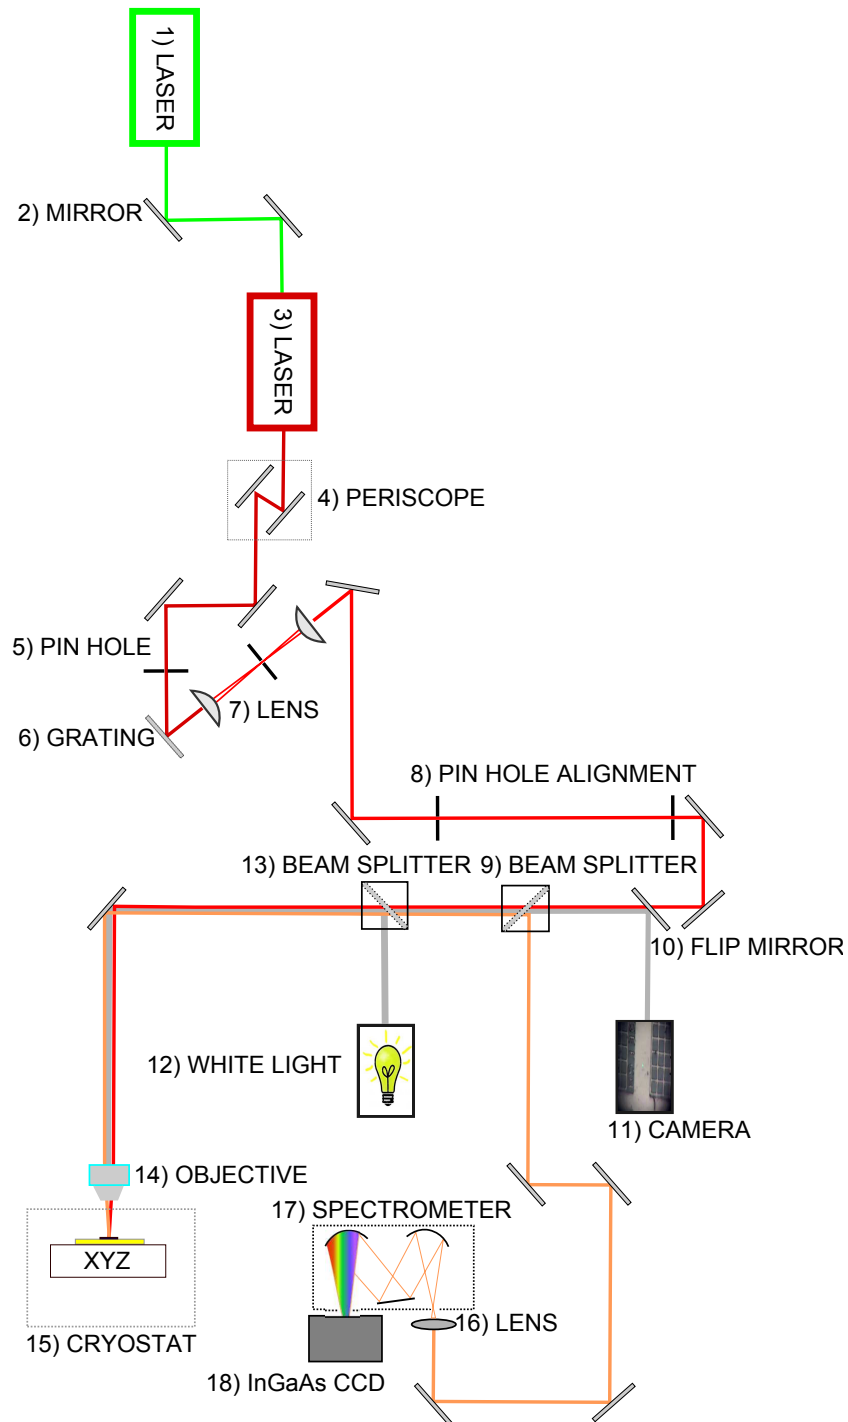 1) LASER
2) MIRROR
3) LASER
4) PERISCOPE
5) PIN HOLE
7) LENS
6) GRATING
8) PIN HOLE ALIGNMENT
13) BEAM SPLITTER
9) BEAM SPLITTER
10) FLIP MIRROR
12) WHITE LIGHT
11) CAMERA
14) OBJECTIVE
17) SPECTROMETER
XYZ
16) LENS
15) CRYOSTAT
18) InGaAs CCD